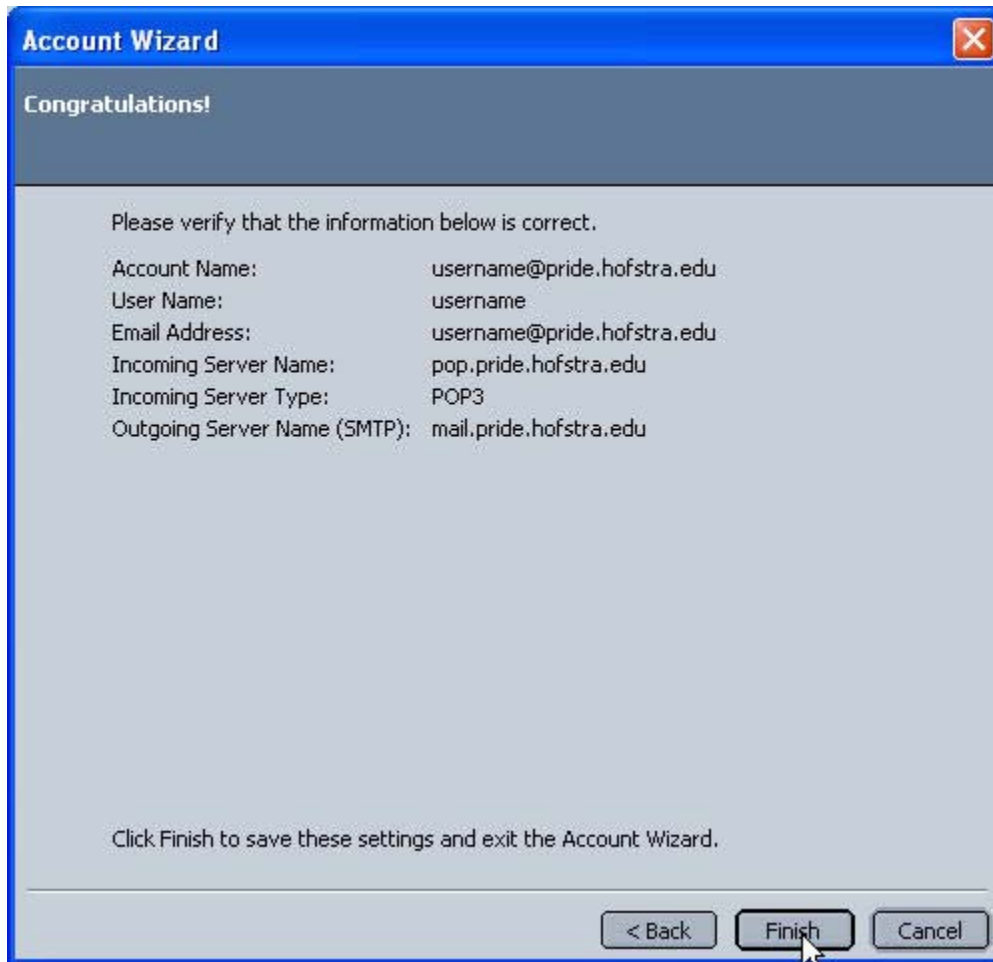 Account Wizard
Congratulations!
Please verify that the information below is correct.
Account Name: username@pride.hofstra.edu
User Name: username
Email Address: username@pride.hofstra.edu
Incoming Server Name: pop.pride.hofstra.edu
Incoming Server Type: POP3
Outgoing Server Name (SMTP): mail.pride.hofstra.edu
Click Finish to save these settings and exit the Account Wizard.
< Back Finish Cancel